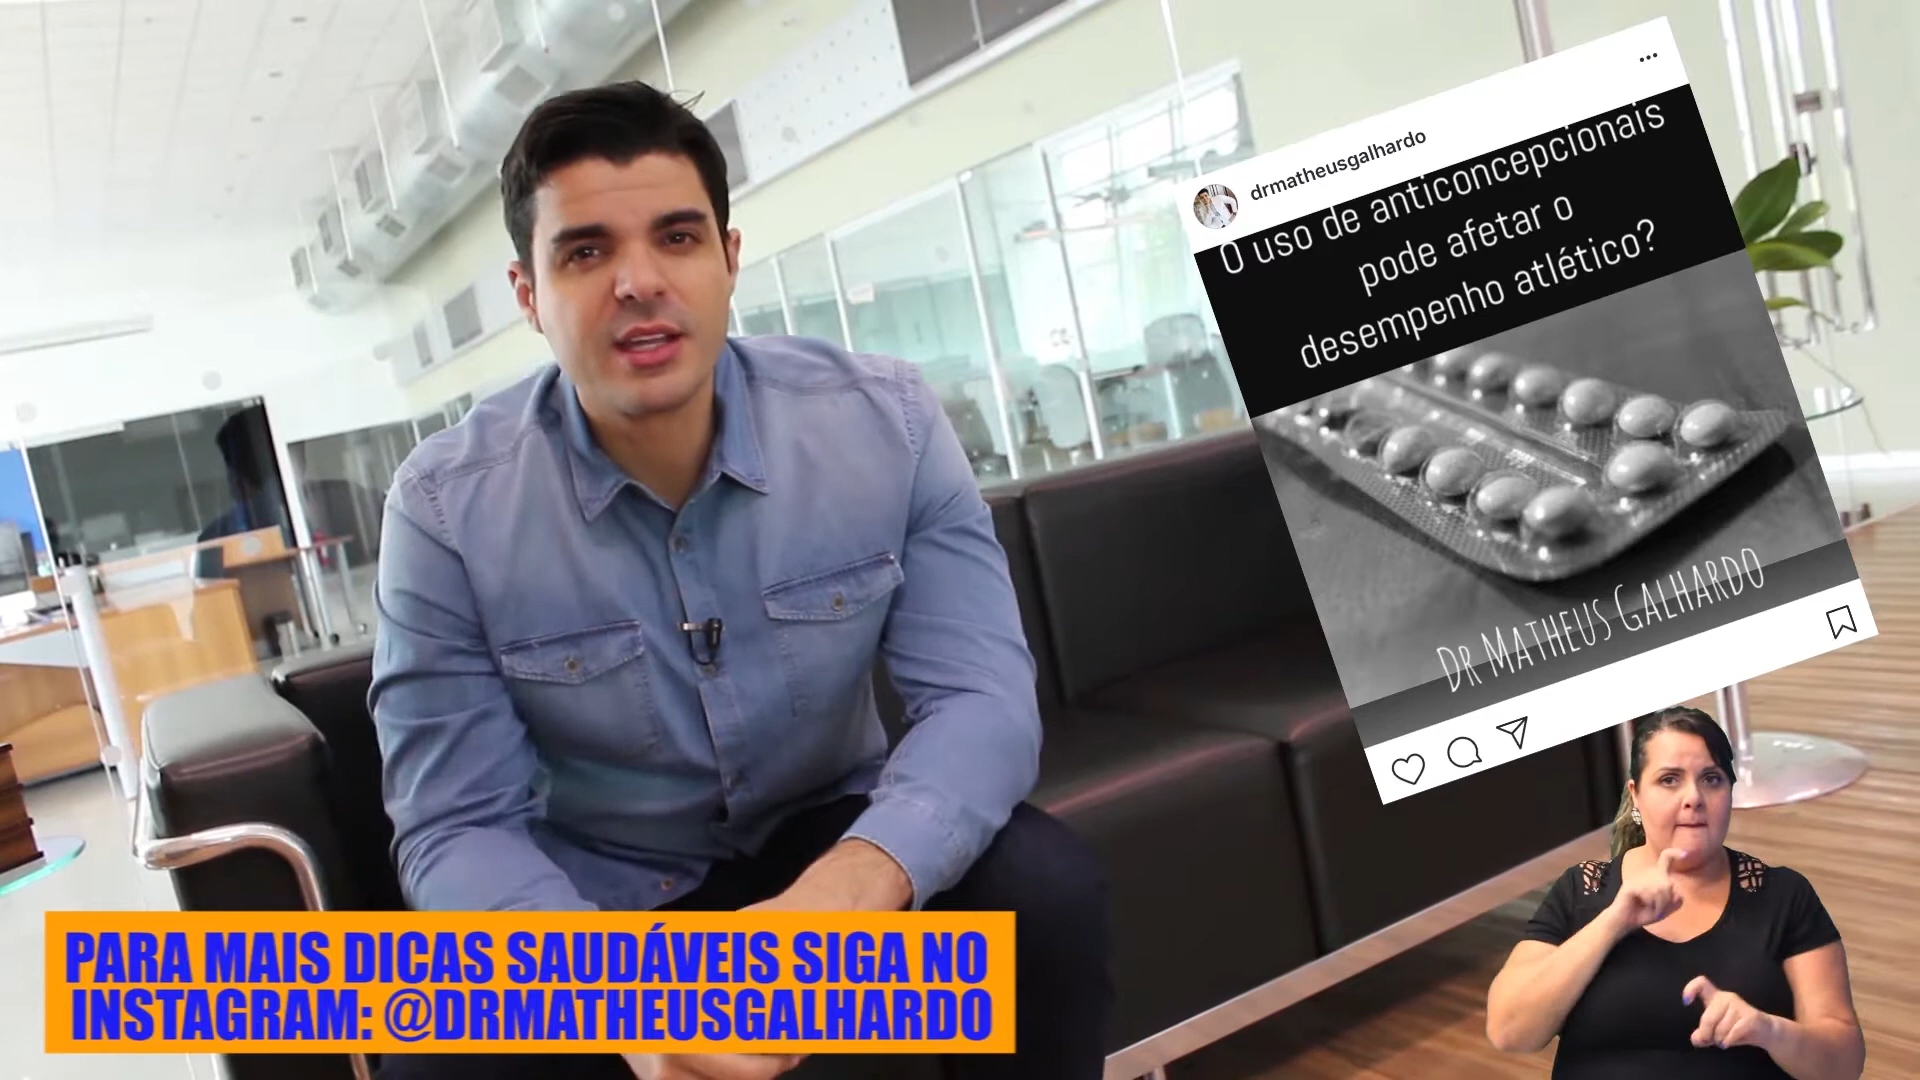 drmatheusgalhardo
O uso de anticoncepcionais
pode afetar o
desempenho atlético?
DR MATHEUS GALHARDO
PARA MAIS DICAS SAUDÁVEIS SIGA NO
INSTAGRAM: @DRMATHEUSGALHARDO